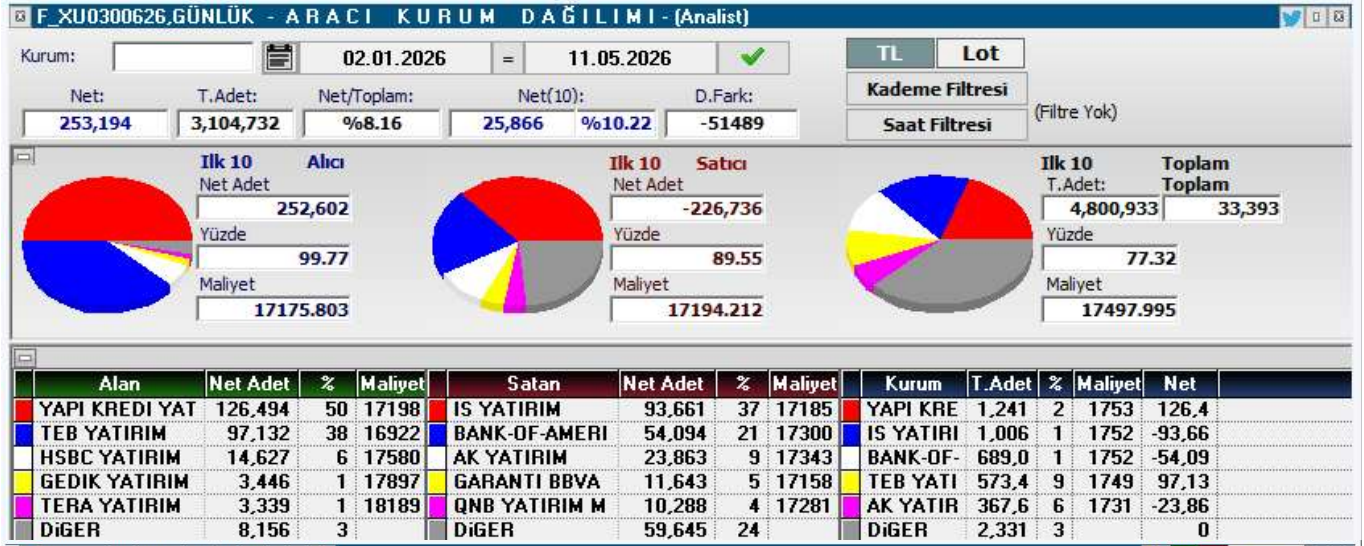 F_XU0300626,GÜNLÜK - A R A C I   K U R U M   D A Ğ I L I M I - (Analist)
Kurum: 02.01.2026 = 11.05.2026 TL Lot
Kademe Filtresi
Net: T.Adet: Net/Toplam: Net(10): D.Fark:
253,194 3,104,732 %8.16 25,866 %10.22 -51489 Saat Filtresi (Filtre Yok)
Ilk 10 Alıcı Ilk 10 Satıcı Ilk 10 Toplam
Net Adet Net Adet T.Adet: Toplam
252,602 -226,736 4,800,933 33,393
Yüzde Yüzde Yüzde
99.77 89.55 77.32
Maliyet Maliyet Maliyet
17175.803 17194.212 17497.995
Alan Net Adet % Maliyet Satan Net Adet % Maliyet Kurum T.Adet % Maliyet Net
YAPI KREDI YAT 126,494 50 17198 IS YATIRIM 93,661 37 17185 YAPI KRE 1,241 2 1753 126,4
TEB YATIRIM 97,132 38 16922 BANK-OF-AMERI 54,094 21 17300 IS YATIRI 1,006 1 1752 -93,66
HSBC YATIRIM 14,627 6 17580 AK YATIRIM 23,863 9 17343 BANK-OF- 689,0 1 1752 -54,09
GEDIK YATIRIM 3,446 1 17897 GARANTI BBVA 11,643 5 17158 TEB YATI 573,4 9 1749 97,13
TERA YATIRIM 3,339 1 18189 QNB YATIRIM M 10,288 4 17281 AK YATIR 367,6 6 1731 -23,86
DiGER 8,156 3 DiGER 59,645 24 DiGER 2,331 3 0